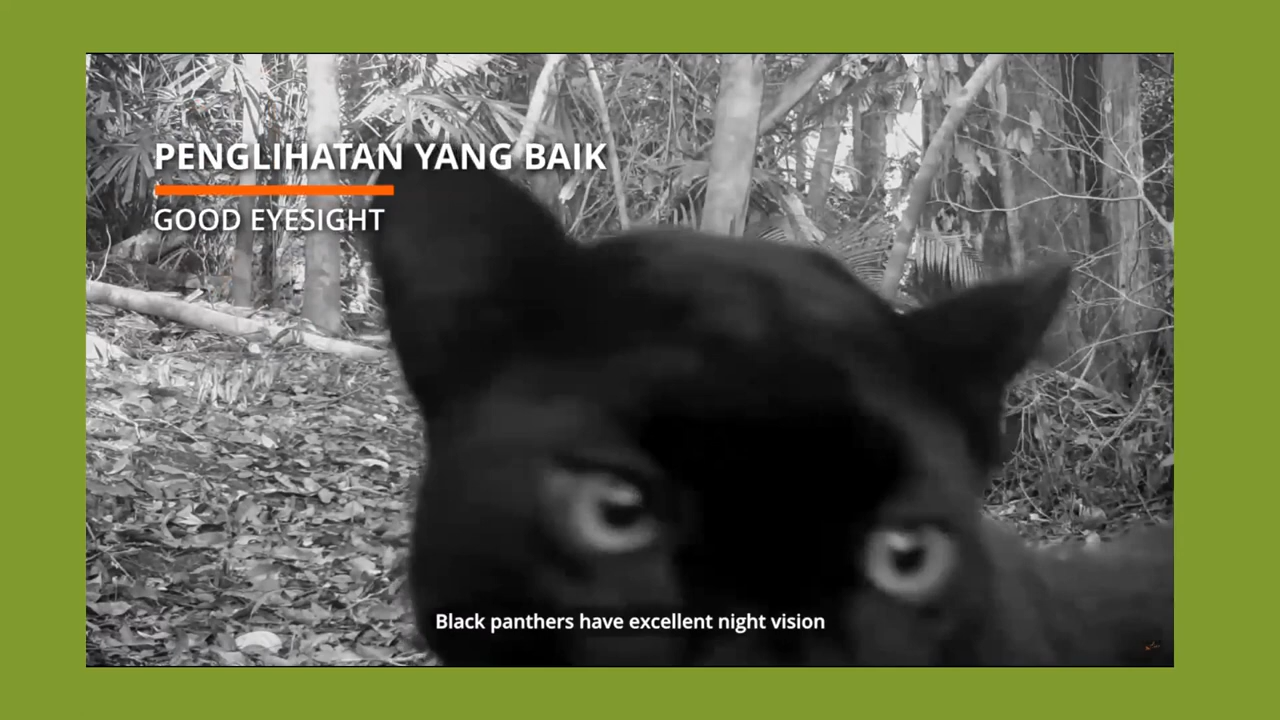 PENGLIHATAN YANG BAIK
GOOD EYESIGHT
Black panthers have excellent night vision